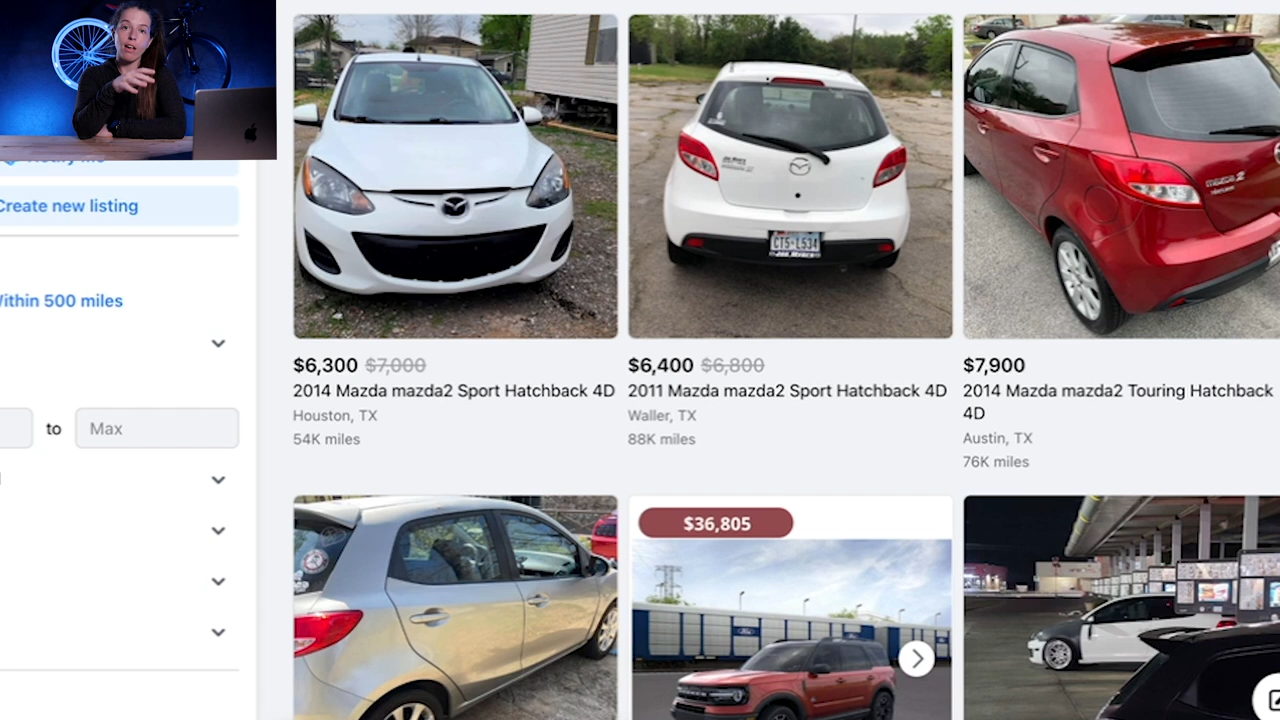 Create new listing
Within 500 miles
to
Max
$6,300 $7,000
2014 Mazda mazda2 Sport Hatchback 4D
Houston, TX
54K miles
CT5-L534
$6,400 $6,800
2011 Mazda mazda2 Sport Hatchback 4D
Waller, TX
88K miles
$7,900
2014 Mazda mazda2 Touring Hatchback
4D
Austin, TX
76K miles
$36,805